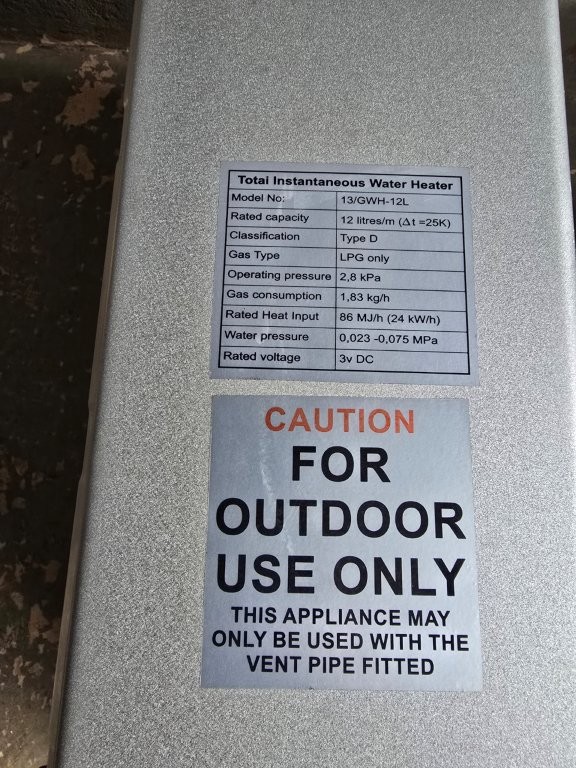 Totai Instantaneous Water Heater
Model No: 13/GWH-12L
Rated capacity 12 litres/m (Δt =25K)
Classification Type D
Gas Type LPG only
Operating pressure 2,8 kPa
Gas consumption 1,83 kg/h
Rated Heat Input 86 MJ/h (24 kW/h)
Water pressure 0,023 -0,075 MPa
Rated voltage 3v DC
CAUTION
FOR
OUTDOOR
USE ONLY
THIS APPLIANCE MAY
ONLY BE USED WITH THE
VENT PIPE FITTED